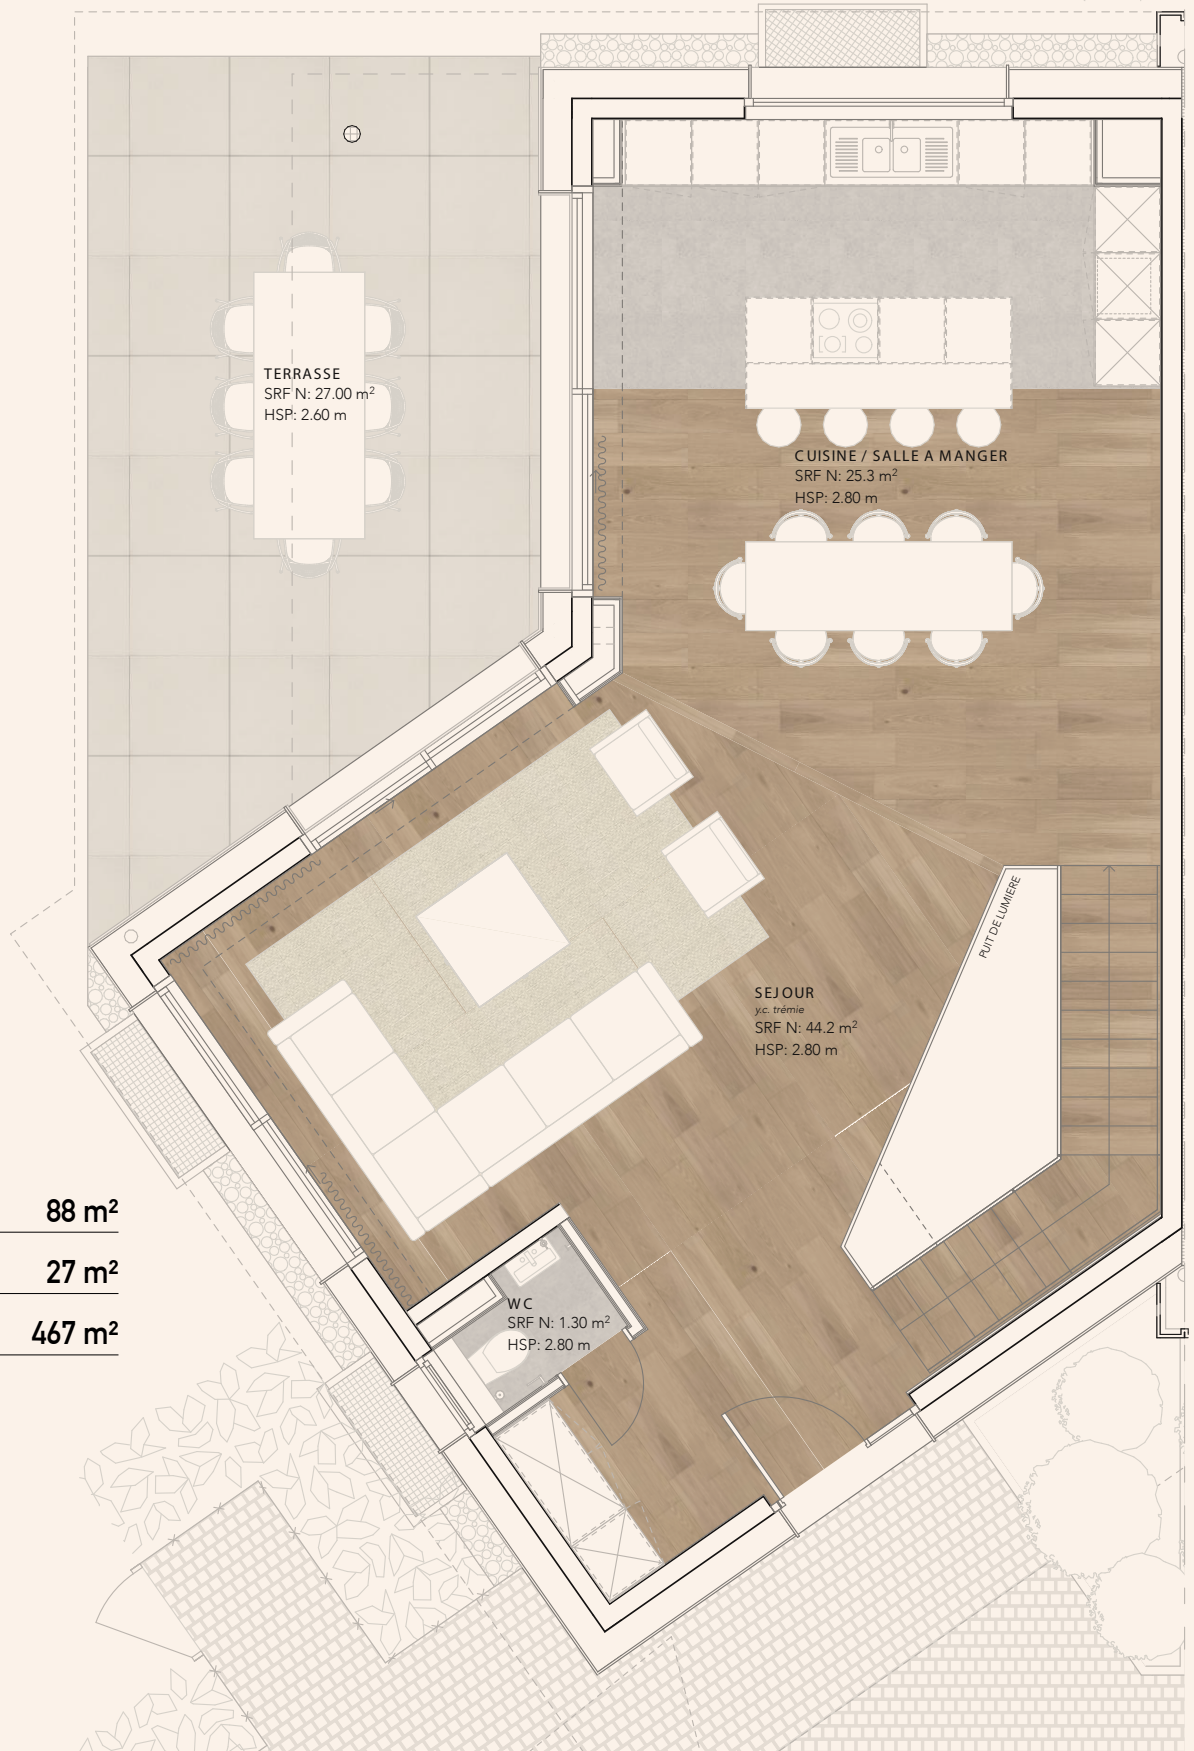 TERRASSE
SRF N: 27.00 m²
HSP: 2.60 m
CUISINE / SALLE A MANGER
SRF N: 25.3 m²
HSP: 2.80 m
PUIT DE LUMIERE
SEJOUR
y.c. trémie
SRF N: 44.2 m²
HSP: 2.80 m
88 m²
27 m²
467 m²
WC
SRF N: 1.30 m²
HSP: 2.80 m